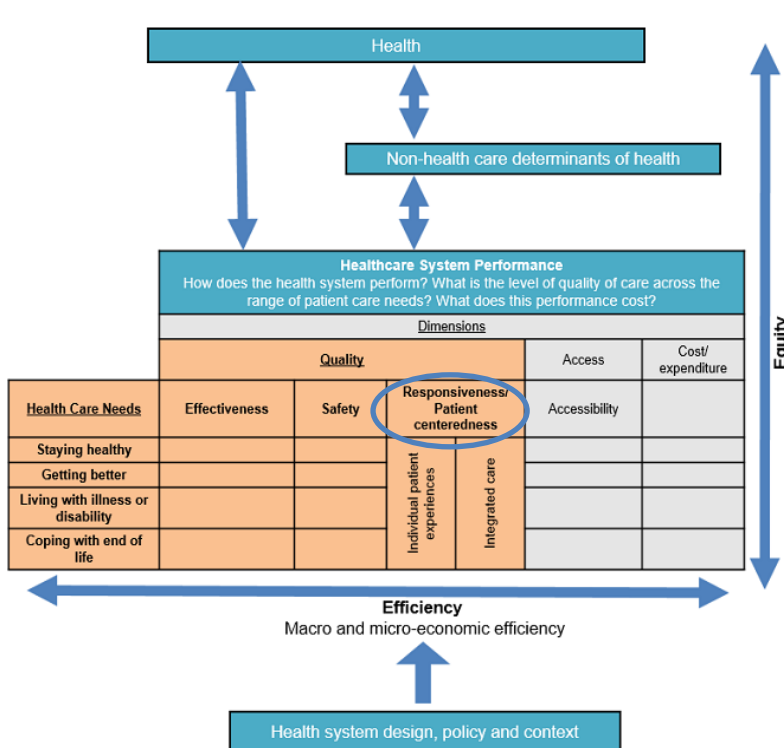 Health
Non-health care determinants of health
Healthcare System Performance
How does the health system perform? What is the level of quality of care across the
range of patient care needs? What does this performance cost?
Dimensions
Quality
Access
Cost/
expenditure
Health Care Needs
Effectiveness
Safety
Responsiveness/
Patient
centeredness
Accessibility
Staying healthy
Getting better
Living with illness or
disability
Coping with end of
life
Individual patient
experiences
Integrated care
Equity
Efficiency
Macro and micro-economic efficiency
Health system design, policy and context